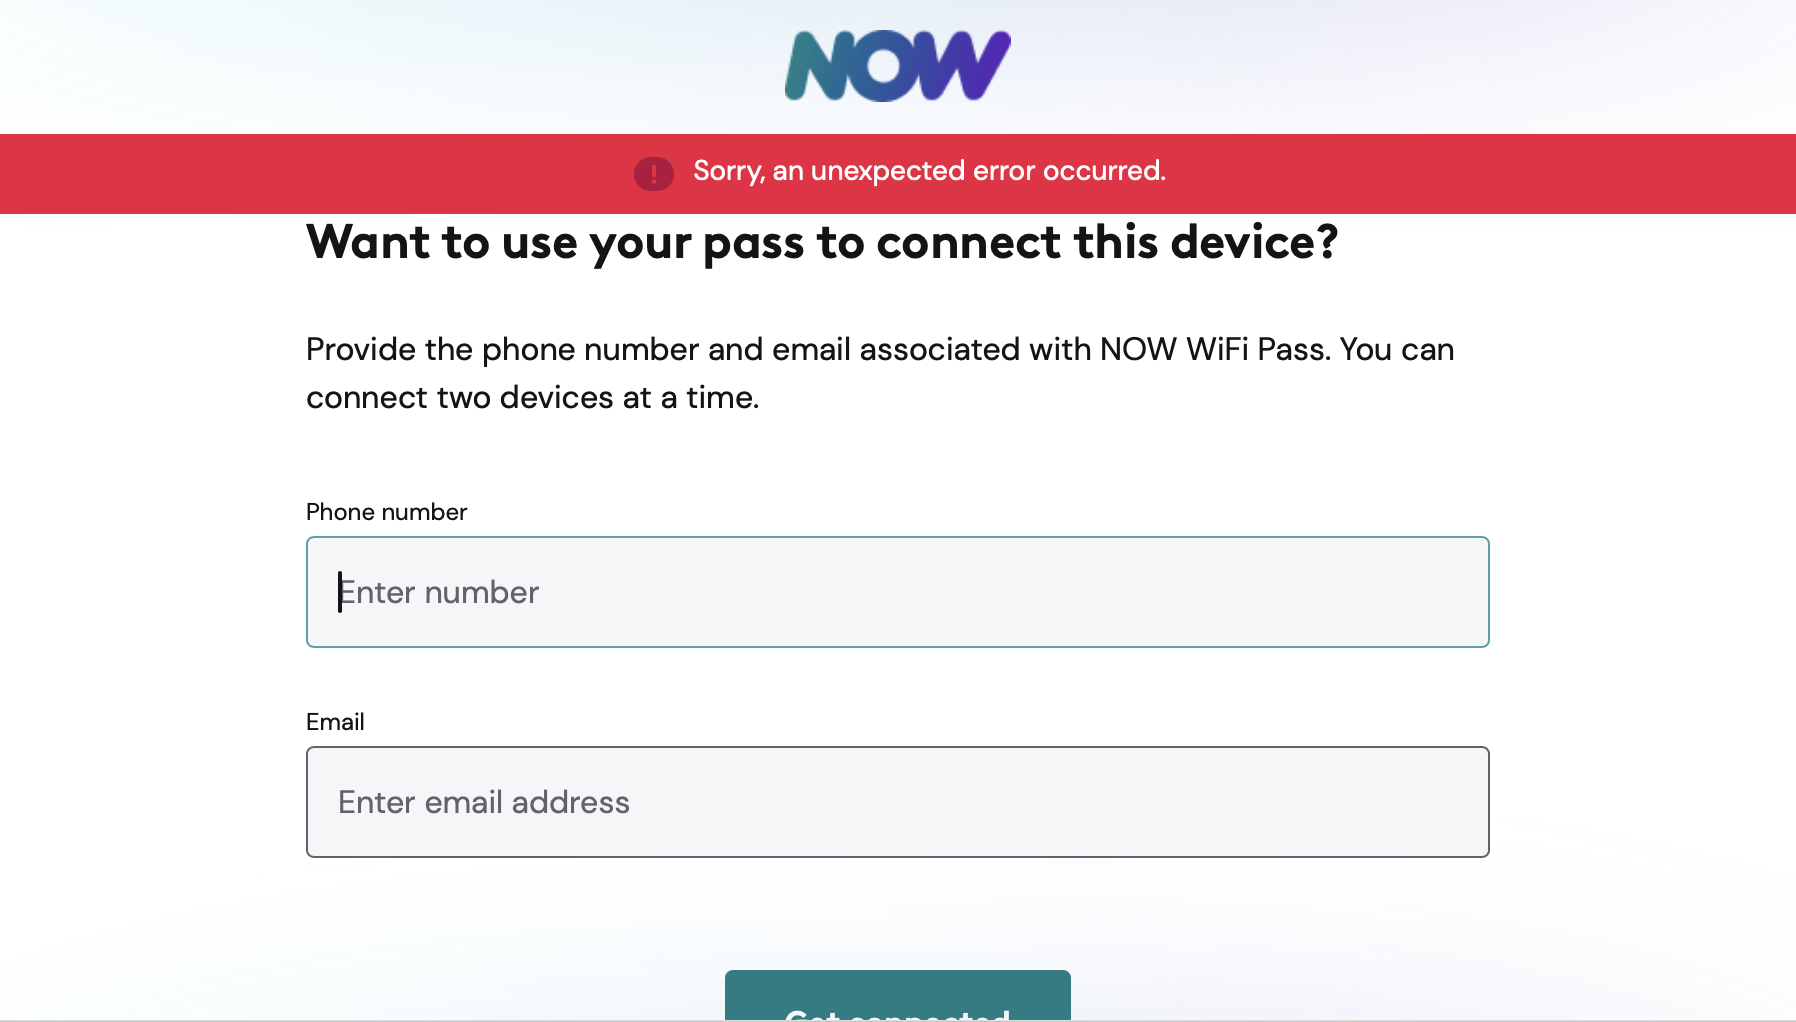 NOW
Sorry, an unexpected error occurred.
Want to use your pass to connect this device?
Provide the phone number and email associated with NOW WiFi Pass. You can
connect two devices at a time.
Phone number
Enter number
Email
Enter email address
Get connected